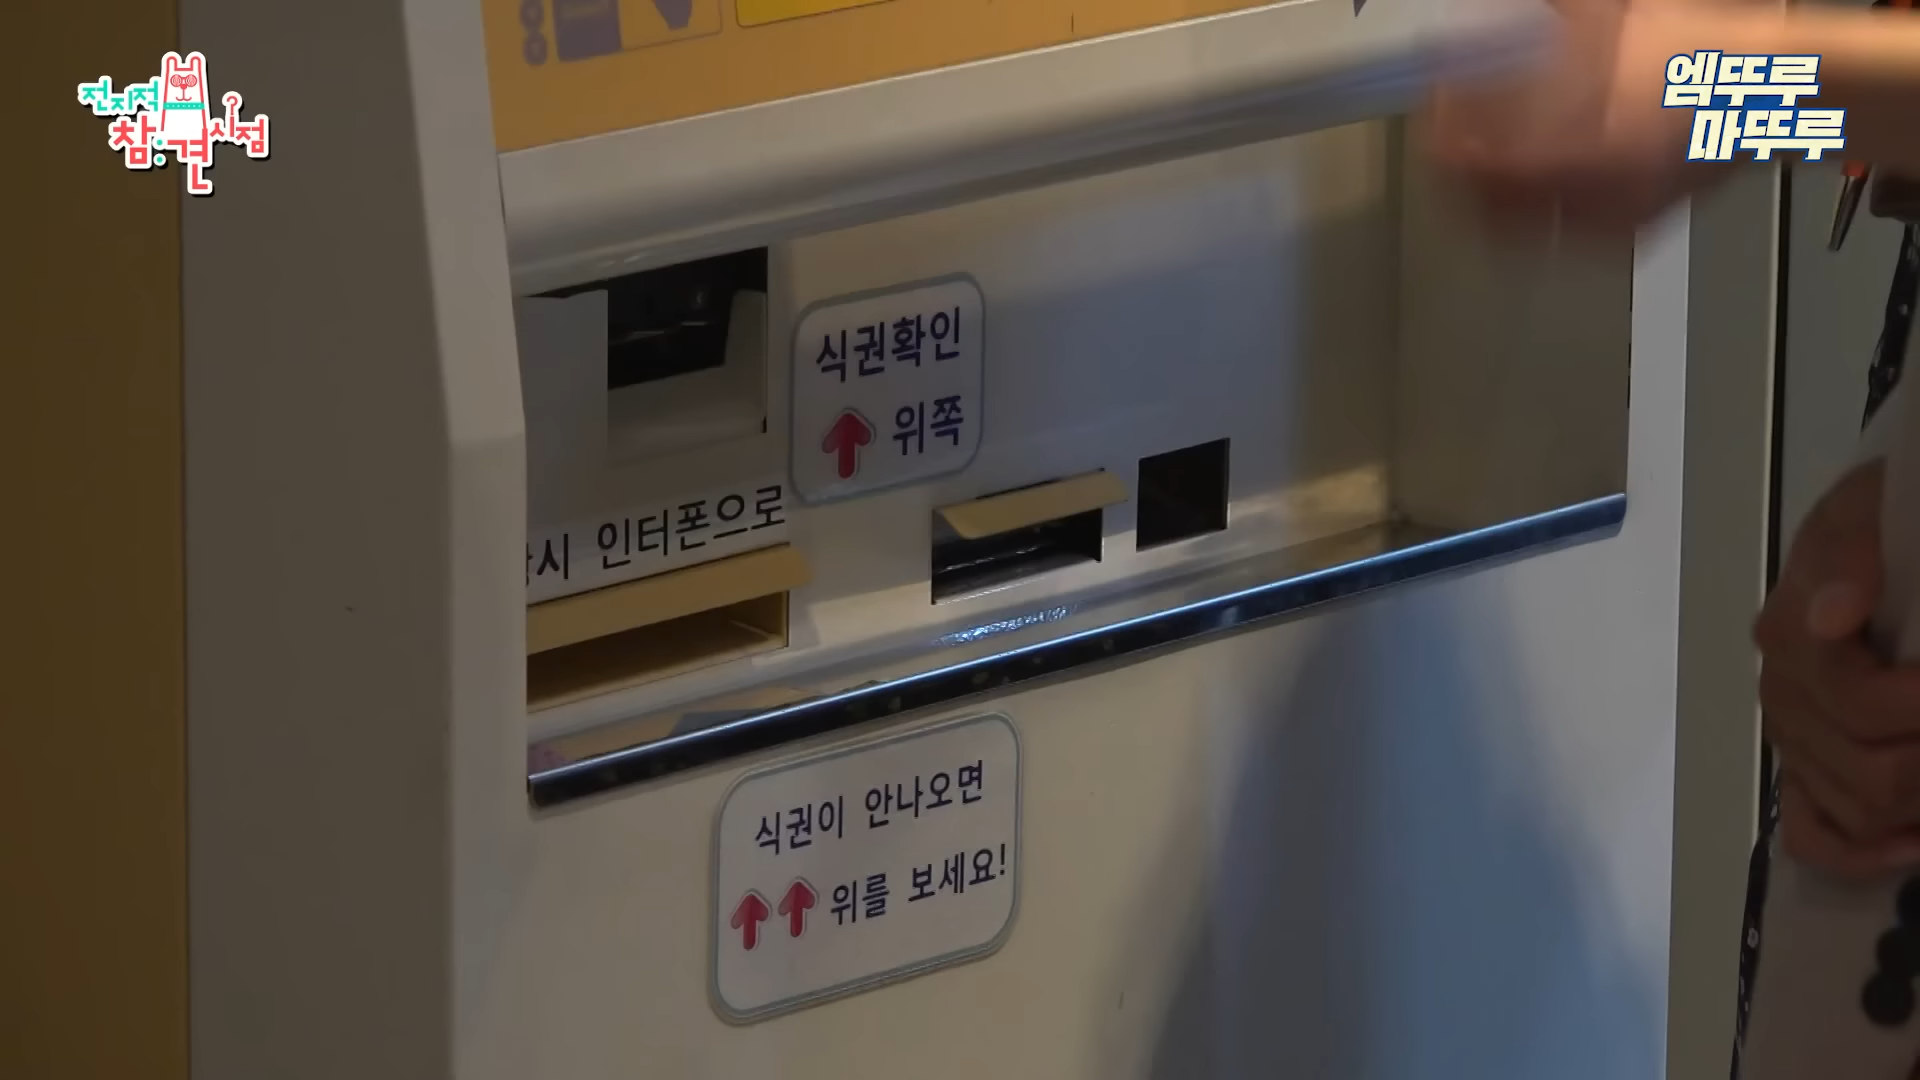 전지적
참견
시점
엠뚜루
마뚜루
식권확인
위쪽
시 인터폰으로
식권이 안나오면
위를 보세요!